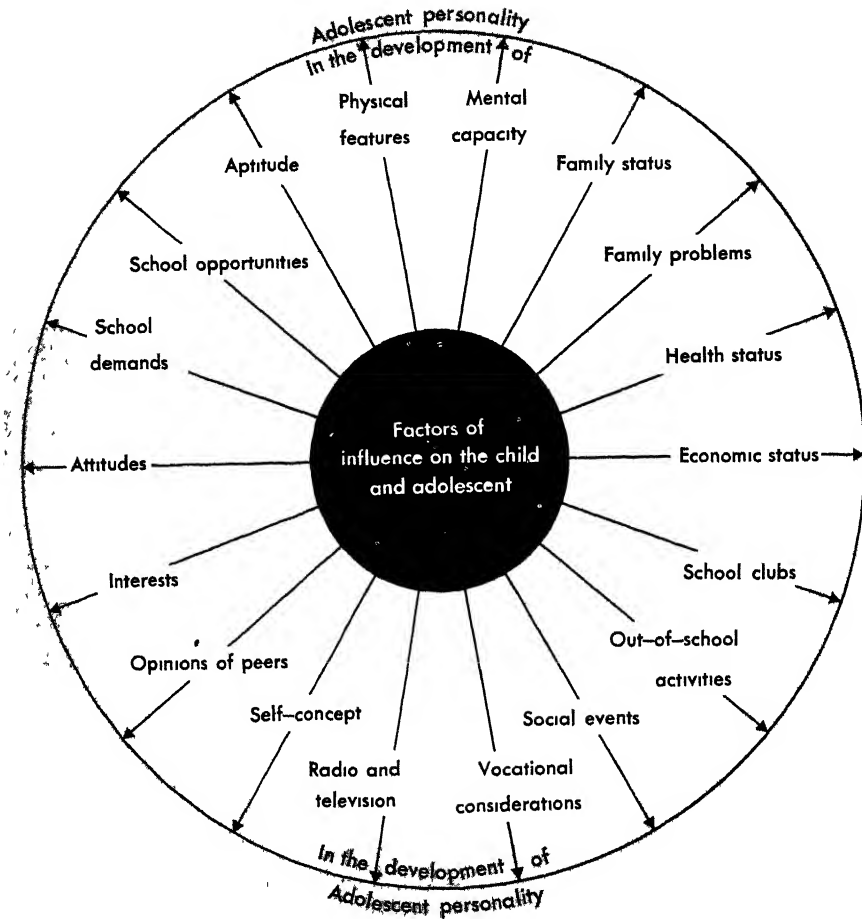 Adolescent personality
In the development of
Physical
features
Mental
capacity
Aptitude
Family status
School opportunities
Family problems
School
demands
Health status
Factors of
influence on the child
and adolescent
Attitudes
Economic status
Interests
School clubs
Opinions of peers
Out–of–school
activities
Self–concept
Social events
Radio and
television
Vocational
considerations
In the development of
Adolescent personality